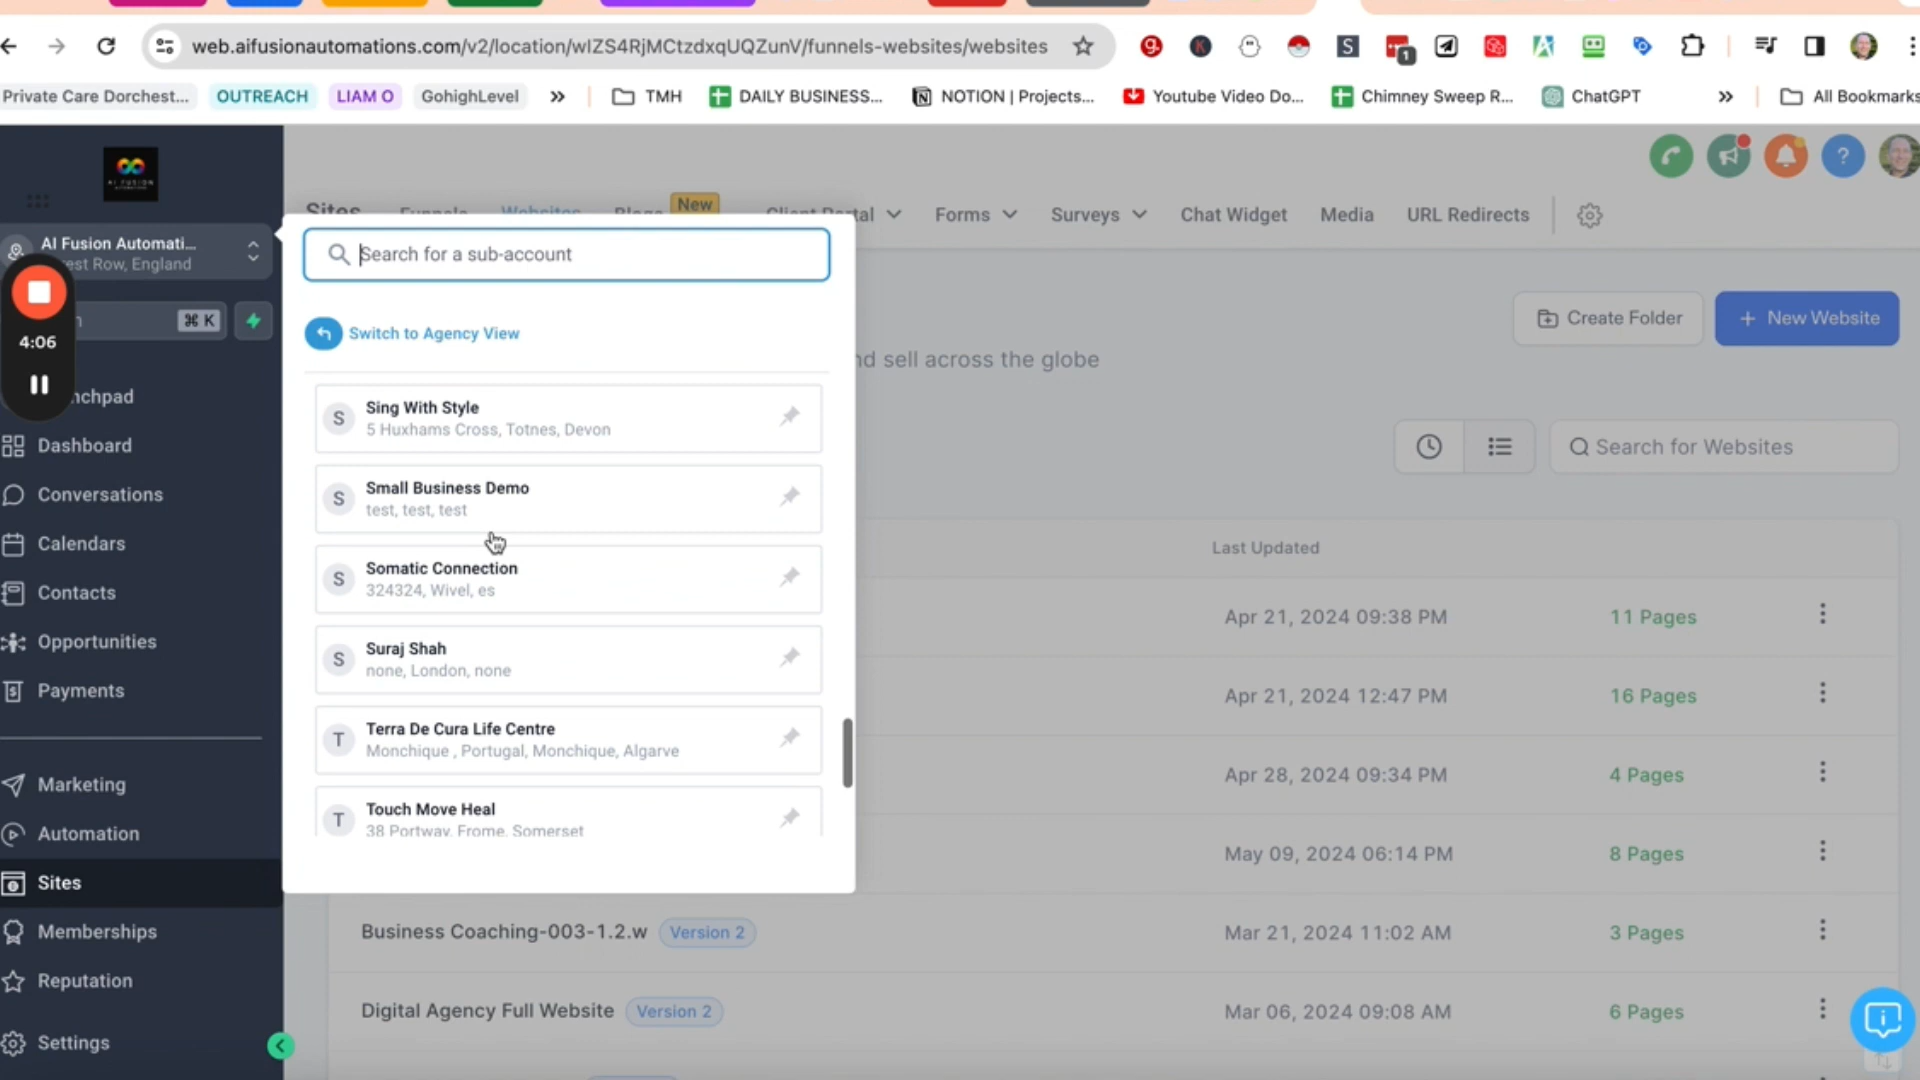 web.aifusionautomations.com/v2/location/wIZS4RjMCtzdxqUQZunV/funnels-websites/websites
1
Private Care Dorchest...
OUTREACH
LIAM O
GohighLevel
TMH
DAILY BUSINESS...
NOTION | Projects...
Youtube Video Do...
Chimney Sweep R...
ChatGPT
All Bookmarks
AI FUSION
AI Fusion Automati...
est Row, England
⌘ K
4:06
nchpad
Dashboard
Conversations
Calendars
Contacts
Opportunities
Payments
Marketing
Automation
Sites
Memberships
Reputation
Settings
Sites
Funnels
Websites
Blogs
New
Client Portal
Forms
Surveys
Chat Widget
Media
URL Redirects
Search for a sub-account
Switch to Agency View
Sing With Style
5 Huxhams Cross, Totnes, Devon
Small Business Demo
test, test, test
Somatic Connection
324324, Wivel, es
Suraj Shah
none, London, none
Terra De Cura Life Centre
Monchique , Portugal, Monchique, Algarve
Touch Move Heal
38 Portway, Frome, Somerset
nd sell across the globe
Create Folder
+ New Website
Search for Websites
Last Updated
Apr 21, 2024 09:38 PM
11 Pages
Apr 21, 2024 12:47 PM
16 Pages
Apr 28, 2024 09:34 PM
4 Pages
May 09, 2024 06:14 PM
8 Pages
Business Coaching-003-1.2.w
Version 2
Mar 21, 2024 11:02 AM
3 Pages
Digital Agency Full Website
Version 2
Mar 06, 2024 09:08 AM
6 Pages